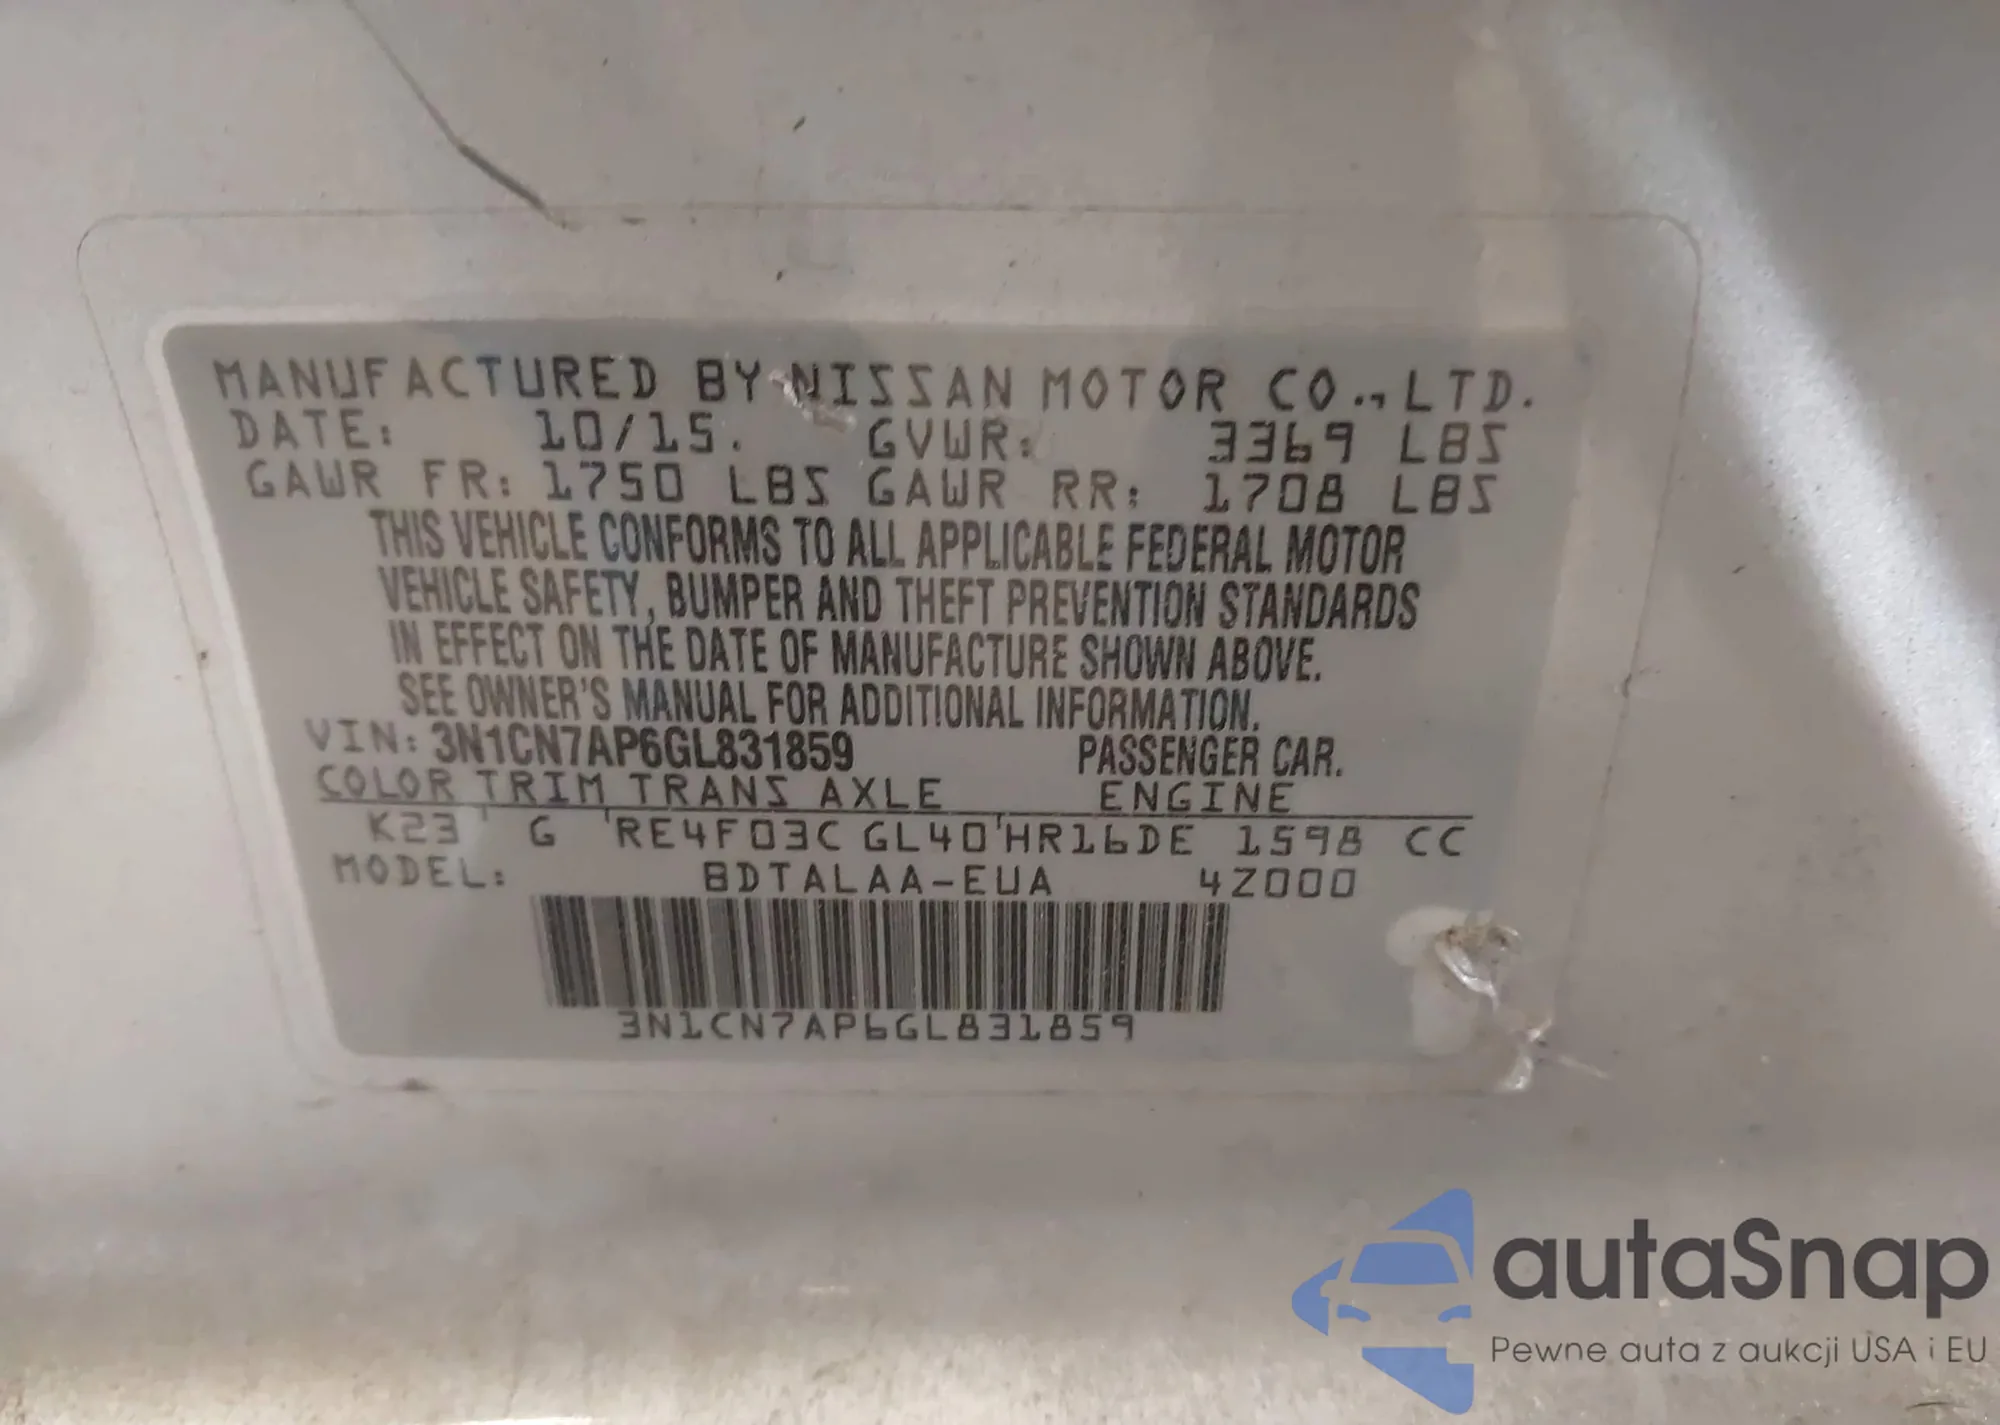 MANUFACTURED BY NISSAN MOTOR CO., LTD.
DATE: 10/15. GVWR: 3369 LBS
GAWR FR: 1750 LBS GAWR RR: 1708 LBS
THIS VEHICLE CONFORMS TO ALL APPLICABLE FEDERAL MOTOR
VEHICLE SAFETY, BUMPER AND THEFT PREVENTION STANDARDS
IN EFFECT ON THE DATE OF MANUFACTURE SHOWN ABOVE.
SEE OWNER'S MANUAL FOR ADDITIONAL INFORMATION.
VIN: 3N1CN7AP6GL831859 PASSENGER CAR.
COLOR TRIM TRANS AXLE ENGINE
K23 G RE4F03C GL40 HR16DE 1598 CC
MODEL: BDTALAA-EUA 4Z000
3N1CN7AP6GL831859
autaSnap
Pewne auta z aukcji USA i EU